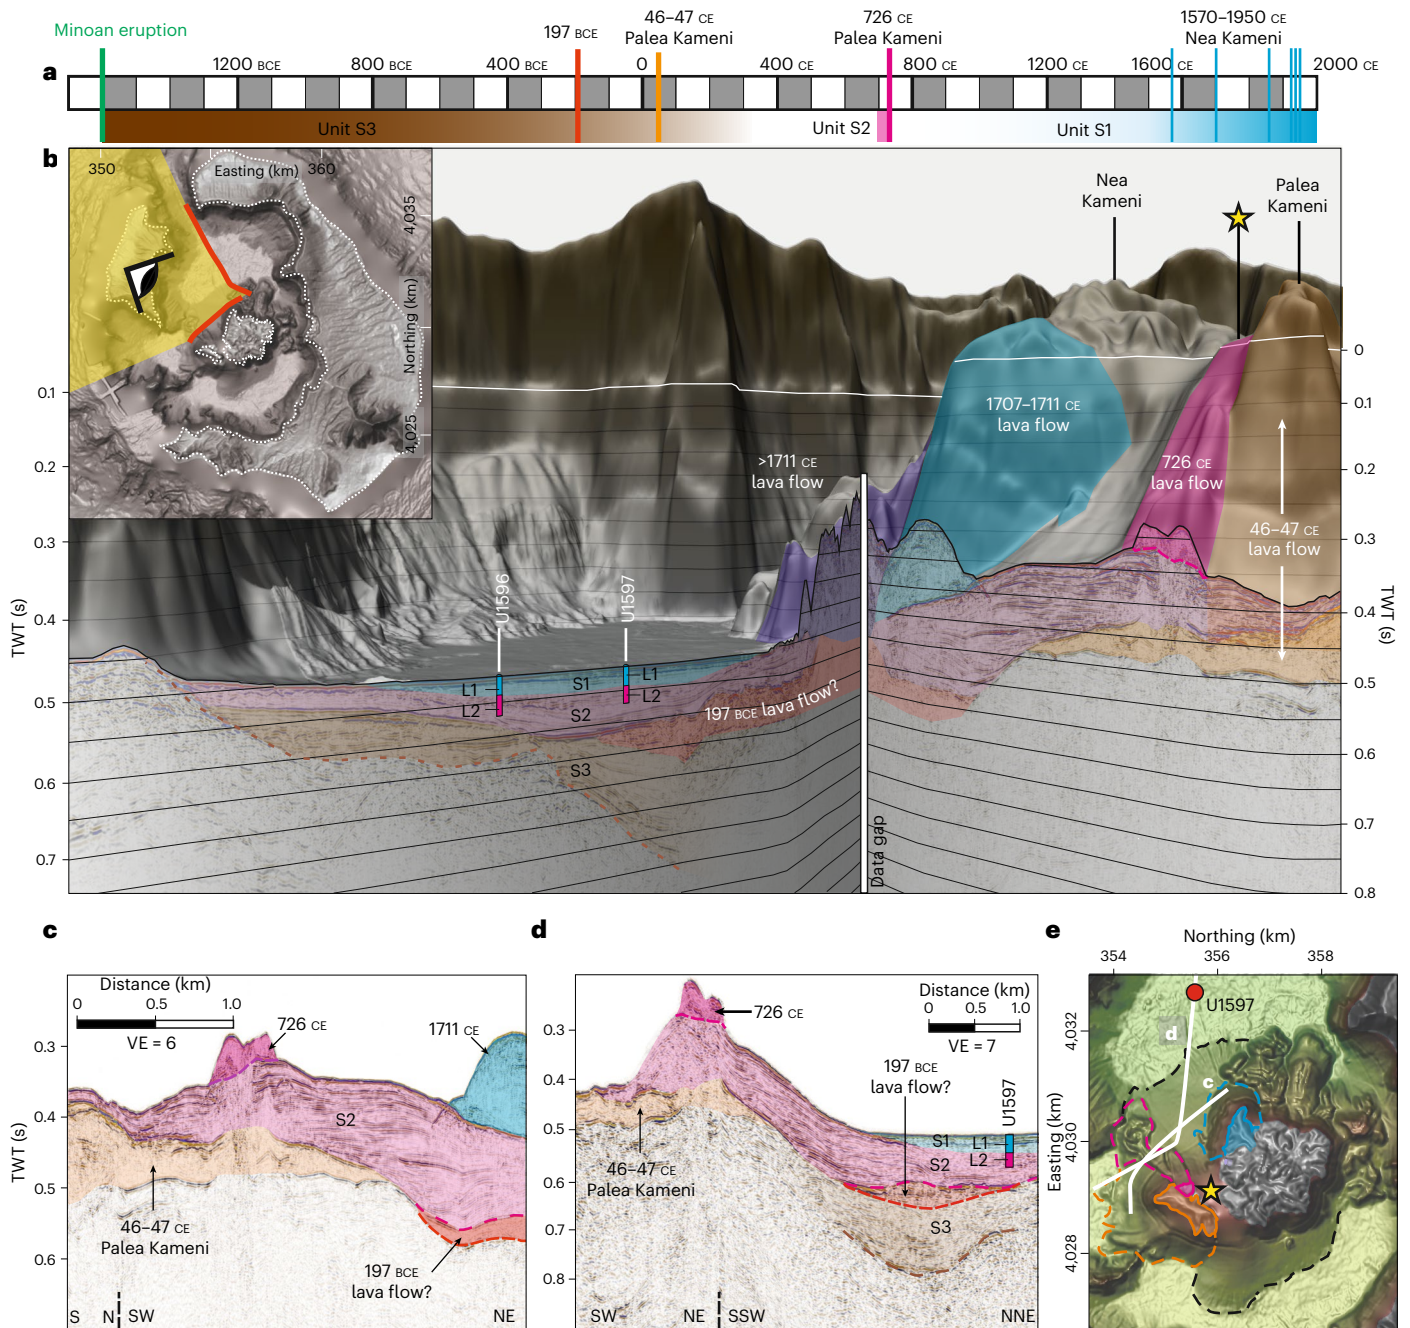 Minoan eruption
197 BCE
46–47 CE
Palea Kameni
726 CE
Palea Kameni
1570–1950 CE
Nea Kameni
a
1200 BCE
800 BCE
400 BCE
0
400 CE
800 CE
1200 CE
1600 CE
2000 CE
Unit S3
Unit S2
Unit S1
b
350
Easting (km)
360
4,035
Northing (km)
4,025
Nea
Kameni
Palea
Kameni
0
0.1
0.2
0.3
0.4
0.5
0.6
0.7
0.8
TWT (s)
0.1
0.2
0.3
0.4
0.5
0.6
0.7
TWT (s)
1707–1711 CE
lava flow
>1711 CE
lava flow
726 CE
lava flow
46–47 CE
lava flow
U1596
U1597
L1
L2
S1
L1
L2
S2
197 BCE lava flow?
S3
Data gap
c
Distance (km)
0
0.5
1.0
VE = 6
726 CE
1711 CE
0.3
0.4
0.5
0.6
TWT (s)
S2
46–47 CE
Palea Kameni
197 BCE
lava flow?
S
N
SW
NE
d
726 CE
Distance (km)
0
0.5
1.0
VE = 7
0.3
0.4
0.5
0.6
0.7
0.8
197 BCE
lava flow?
U1597
S1
L1
S2
L2
S3
46–47 CE
Palea Kameni
SW
NE
SSW
NNE
e
Northing (km)
354
356
358
U1597
d
c
4,032
4,030
4,028
Easting (km)